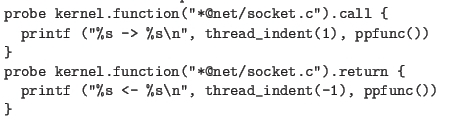 probe kernel.function("*@net/socket.c").call {
  printf ("%s -> %s\n", thread_indent(1), ppfunc())
}
probe kernel.function("*@net/socket.c").return {
  printf ("%s <- %s\n", thread_indent(-1), ppfunc())
}